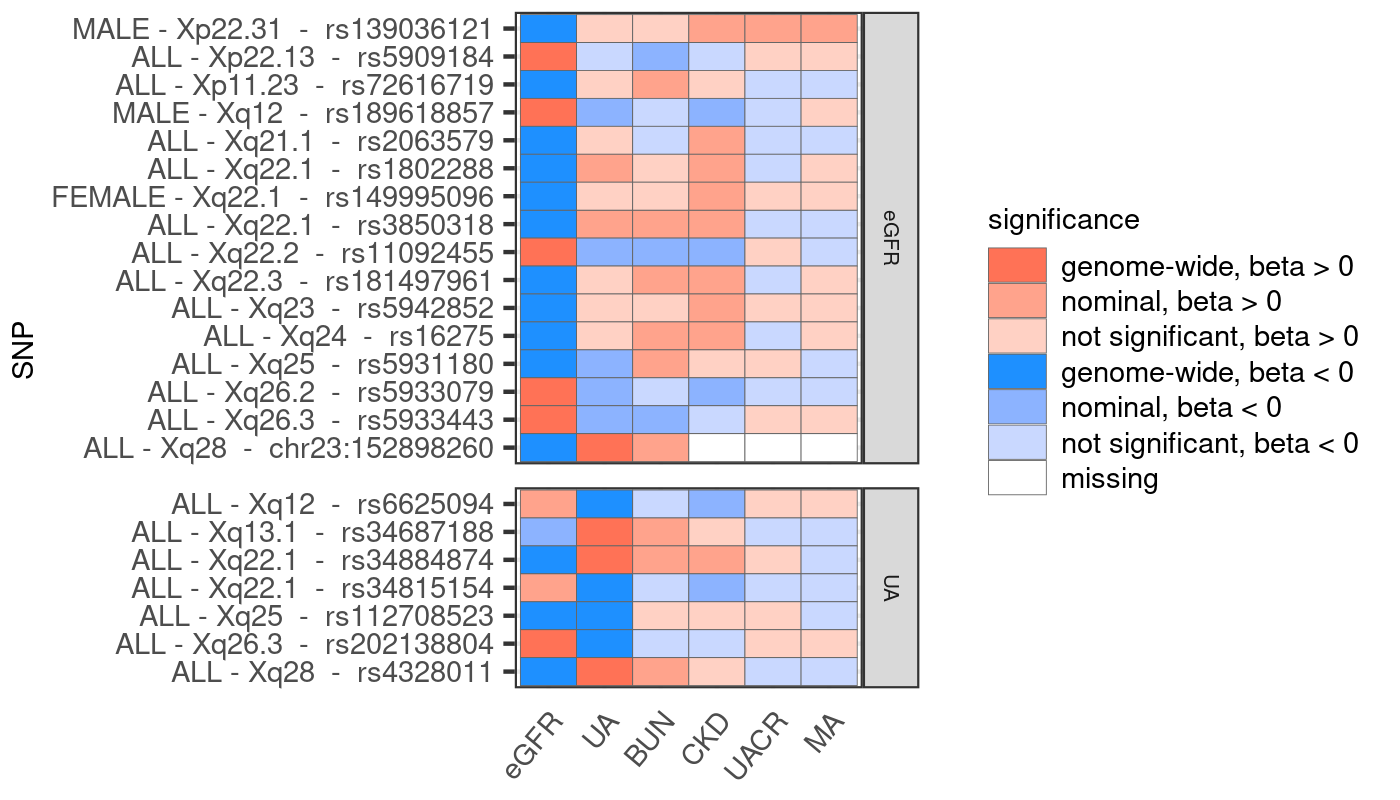 MALE - Xp22.31 - rs139036121
ALL - Xp22.13 - rs5909184
ALL - Xp11.23 - rs72616719
MALE - Xq12 - rs189618857
ALL - Xq21.1 - rs2063579
ALL - Xq22.1 - rs1802288
FEMALE - Xq22.1 - rs149995096
ALL - Xq22.1 - rs3850318
ALL - Xq22.2 - rs11092455
ALL - Xq22.3 - rs181497961
ALL - Xq23 - rs5942852
ALL - Xq24 - rs16275
ALL - Xq25 - rs5931180
ALL - Xq26.2 - rs5933079
ALL - Xq26.3 - rs5933443
ALL - Xq28 - chr23:152898260
eGFR
ALL - Xq12 - rs6625094
ALL - Xq13.1 - rs34687188
ALL - Xq22.1 - rs34884874
ALL - Xq22.1 - rs34815154
ALL - Xq25 - rs112708523
ALL - Xq26.3 - rs202138804
ALL - Xq28 - rs4328011
UA
SNP
eGFR
UA
BUN
CKD
UACR
MA
significance
genome-wide, beta > 0
nominal, beta > 0
not significant, beta > 0
genome-wide, beta < 0
nominal, beta < 0
not significant, beta < 0
missing